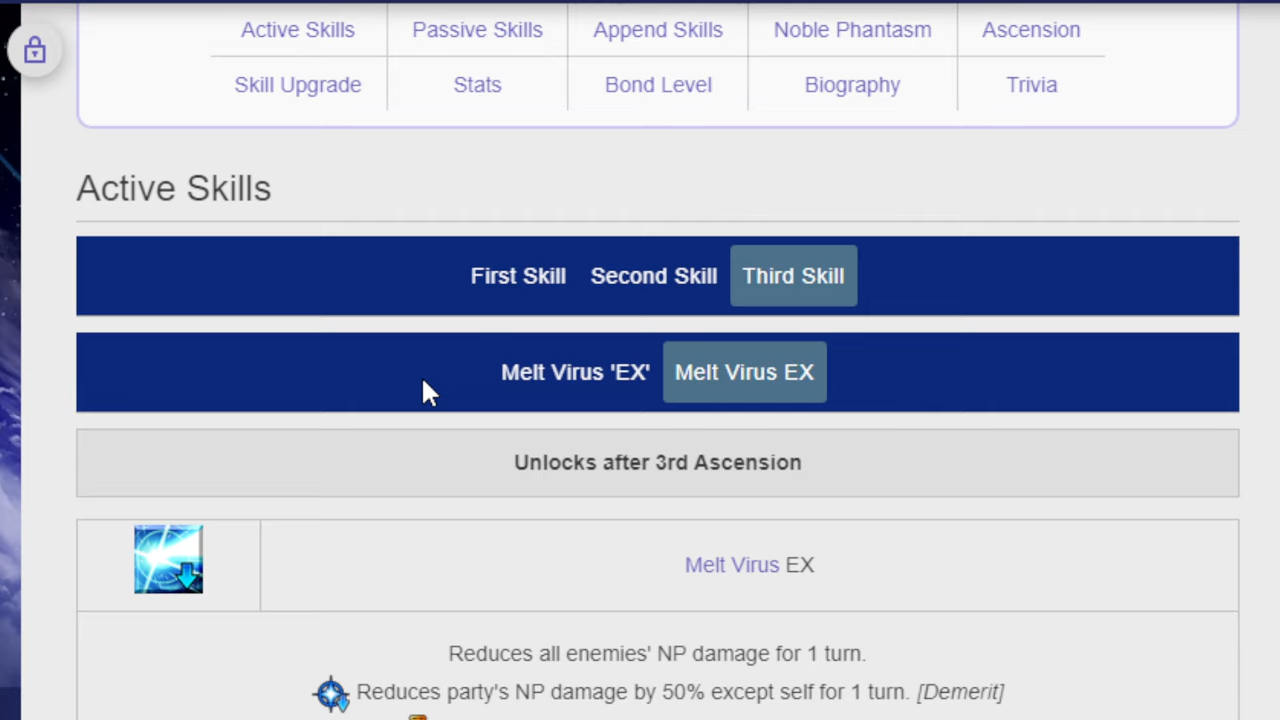 Active Skills Passive Skills Append Skills Noble Phantasm Ascension
Skill Upgrade Stats Bond Level Biography Trivia
Active Skills
First Skill Second Skill Third Skill
Melt Virus 'EX' Melt Virus EX
Unlocks after 3rd Ascension
Melt Virus EX
Reduces all enemies' NP damage for 1 turn.
Reduces party's NP damage by 50% except self for 1 turn. [Demerit]